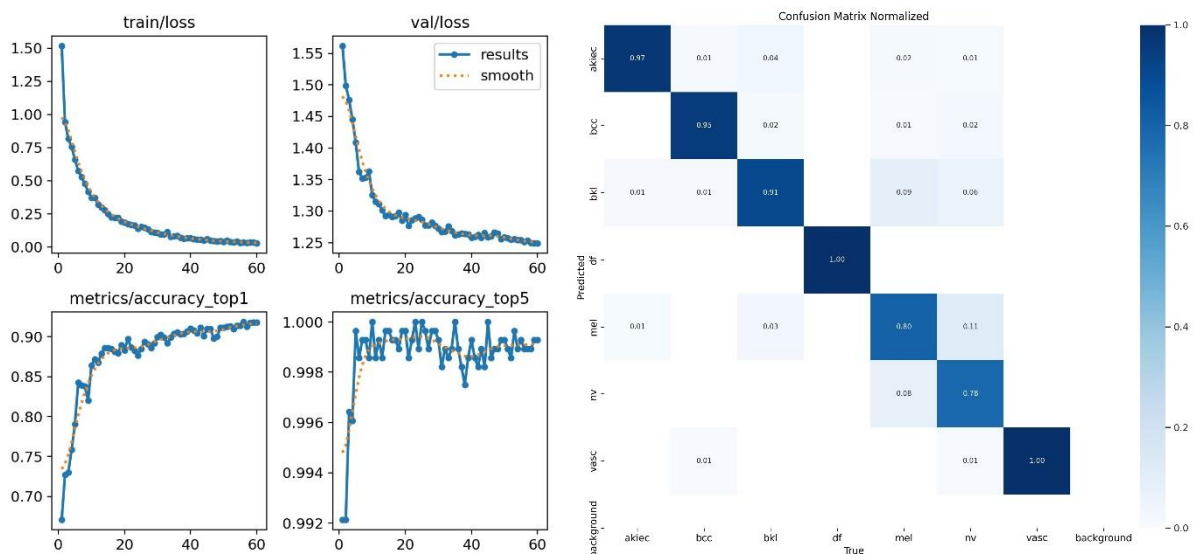 train/loss
1.50
1.25
1.00
0.75
0.50
0.25
0.00
0 20 40 60
val/loss
results
smooth
1.55
1.50
1.45
1.40
1.35
1.30
1.25
0 20 40 60
metrics/accuracy_top1
0.90
0.85
0.80
0.75
0.70
0 20 40 60
metrics/accuracy_top5
1.000
0.998
0.996
0.994
0.992
0 20 40 60
Confusion Matrix Normalized
Predicted
akiec 0.97 0.01 0.04 0.02 0.01
bcc 0.95 0.02 0.01 0.02
bkl 0.01 0.01 0.91 0.09 0.06
df 1.00
mel 0.01 0.03 0.80 0.11
nv 0.08 0.78
vasc 0.01 0.01 1.00
background
akiec bcc bkl df mel nv vasc background
True
1.0
0.8
0.6
0.4
0.2
0.0